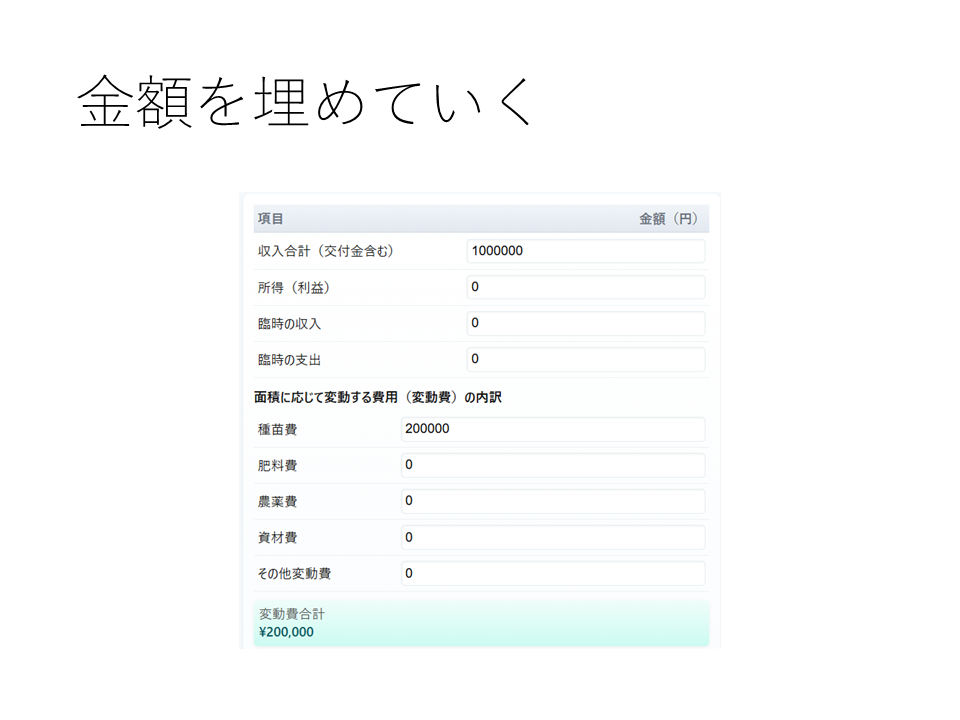 金額を埋めていく
項目 金額（円）
収入合計（交付金含む） 1000000
所得（利益） 0
臨時の収入 0
臨時の支出 0
面積に応じて変動する費用（変動費）の内訳
種苗費 200000
肥料費 0
農薬費 0
資材費 0
その他変動費 0
変動費合計
¥200,000